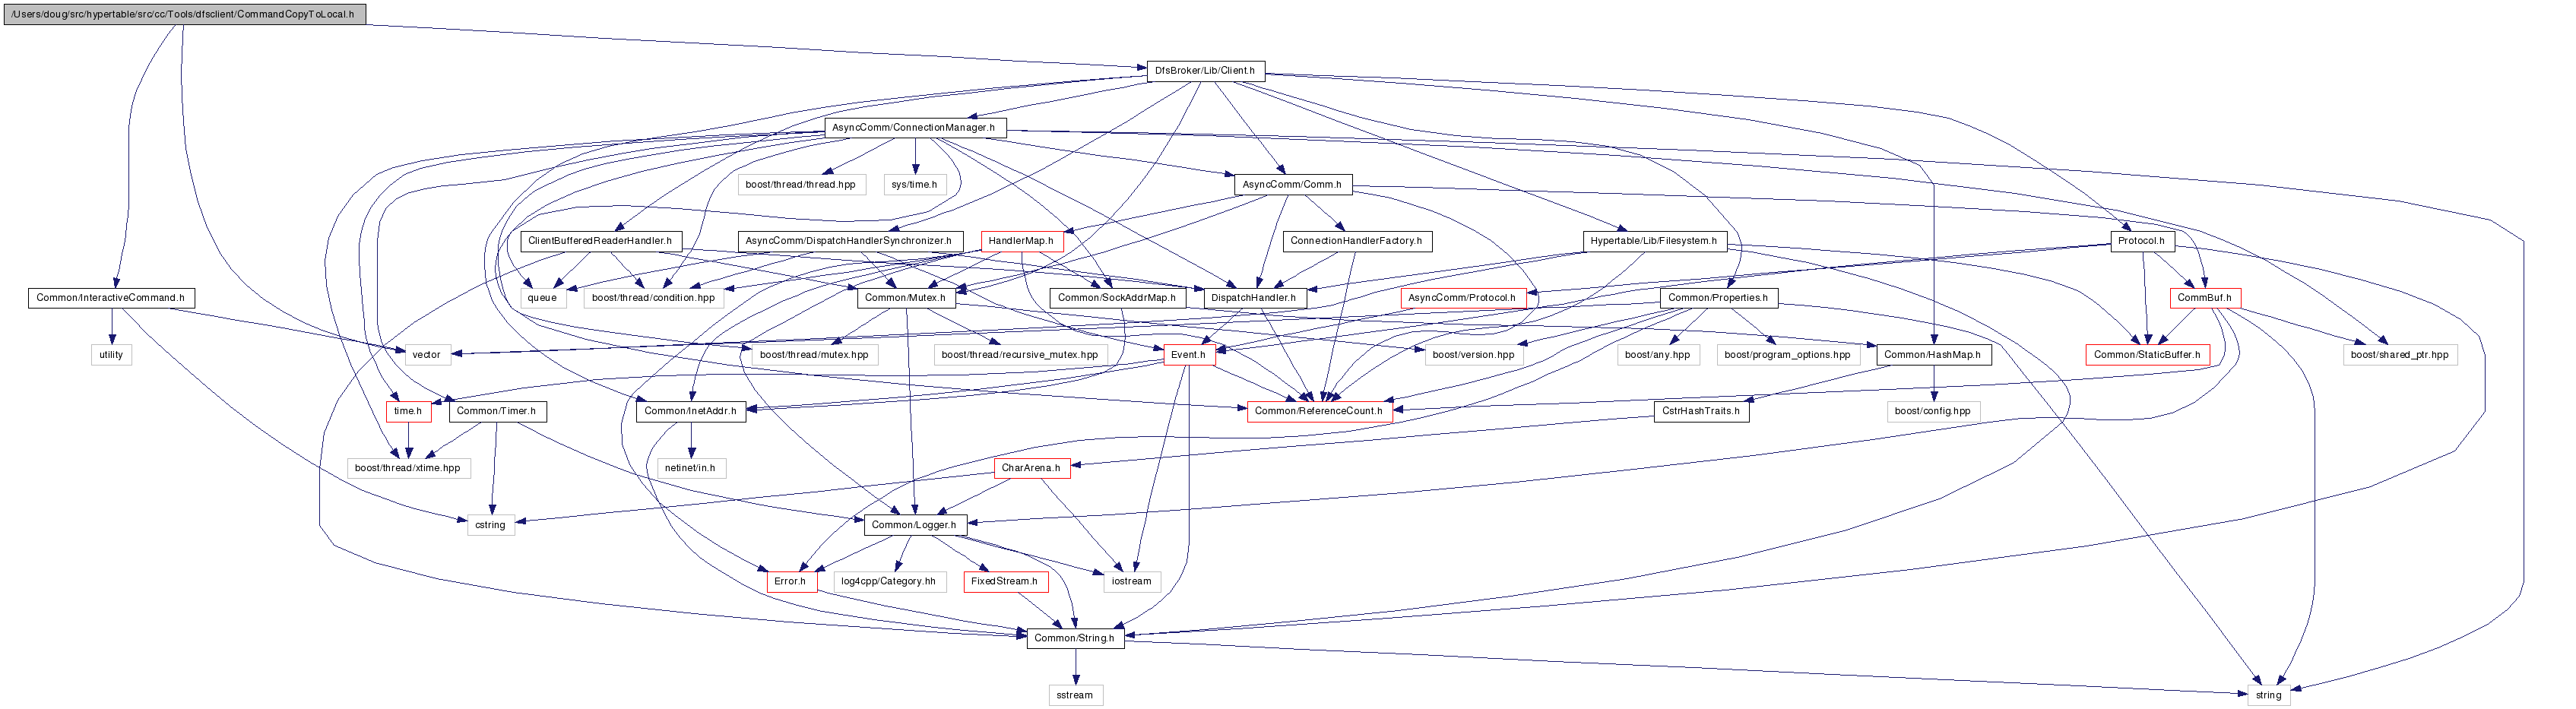 /Users/doug/src/hypertable/src/cc/Tools/dfsclient/CommandCopyToLocal.h
DfsBroker/Lib/Client.h
AsyncComm/ConnectionManager.h
boost/thread/thread.hpp
sys/time.h
AsyncComm/Comm.h
ClientBufferedReaderHandler.h
AsyncComm/DispatchHandlerSynchronizer.h
HandlerMap.h
ConnectionHandlerFactory.h
Hypertable/Lib/Filesystem.h
Protocol.h
Common/InteractiveCommand.h
queue
boost/thread/condition.hpp
Common/Mutex.h
Common/SockAddrMap.h
DispatchHandler.h
AsyncComm/Protocol.h
Common/Properties.h
CommBuf.h
utility
vector
boost/thread/mutex.hpp
boost/thread/recursive_mutex.hpp
Event.h
boost/version.hpp
boost/any.hpp
boost/program_options.hpp
Common/HashMap.h
Common/StaticBuffer.h
boost/shared_ptr.hpp
time.h
Common/Timer.h
Common/InetAddr.h
Common/ReferenceCount.h
CstrHashTraits.h
boost/config.hpp
boost/thread/xtime.hpp
netinet/in.h
CharArena.h
cstring
Common/Logger.h
Error.h
log4cpp/Category.hh
FixedStream.h
iostream
Common/String.h
sstream
string